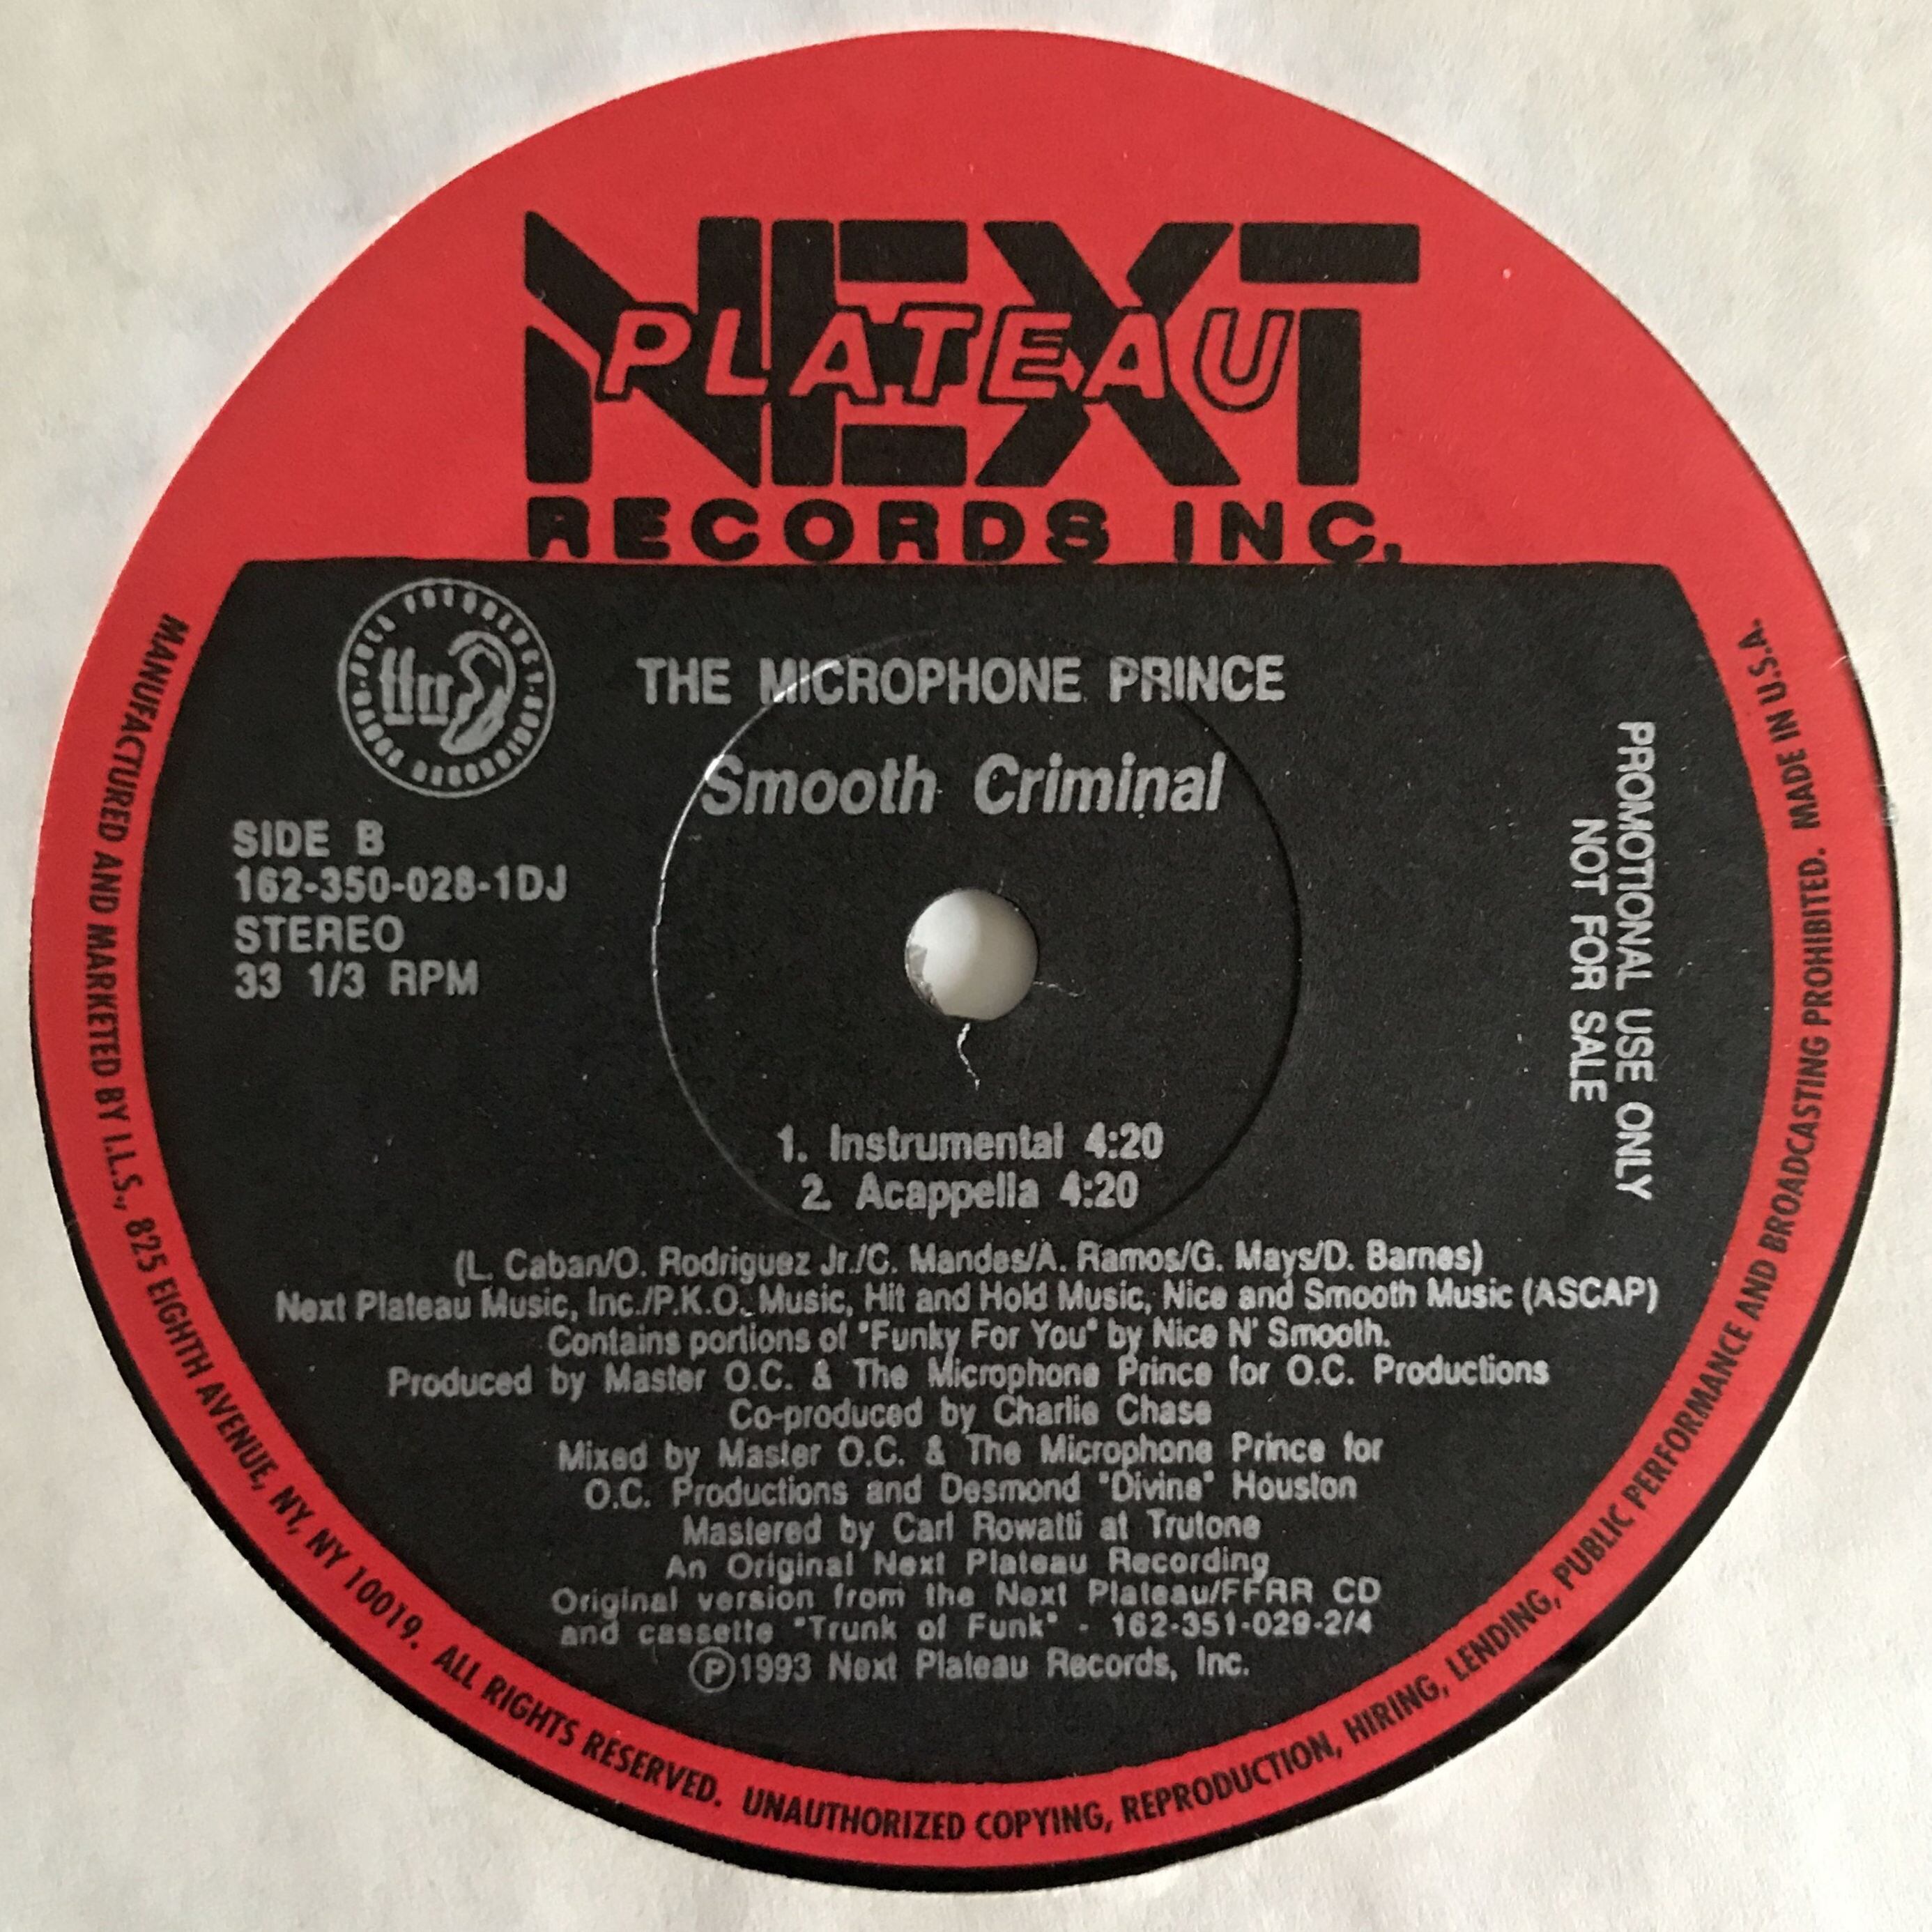 NEXT
PLATEAU
RECORDS INC.
FULL FREQUENCY RANGE RECORDINGS
ffrr
THE MICROPHONE PRINCE
Smooth Criminal
SIDE B
162-350-028-1DJ
STEREO
33 1/3 RPM
PROMOTIONAL USE ONLY
NOT FOR SALE
1. Instrumental 4:20
2. Acappella 4:20
(L. Caban/O. Rodriguez Jr./C. Mandes/A. Ramos/G. Mays/D. Barnes)
Next Plateau Music, Inc./P.K.O. Music, Hit and Hold Music, Nice and Smooth Music (ASCAP)
Contains portions of "Funky For You" by Nice N' Smooth.
Produced by Master O.C. & The Microphone Prince for O.C. Productions
Co-produced by Charlie Chase
Mixed by Master O.C. & The Microphone Prince for
O.C. Productions and Desmond "Divine" Houston
Mastered by Carl Rowatti at Trutone
An Original Next Plateau Recording
Original version from the Next Plateau/FFRR CD
and cassette "Trunk of Funk" - 162-351-029-2/4
Ⓟ1993 Next Plateau Records, Inc.
MANUFACTURED AND MARKETED BY I.L.S., 825 EIGHTH AVENUE, NY, NY 10019. ALL RIGHTS RESERVED. UNAUTHORIZED COPYING, REPRODUCTION, HIRING, LENDING, PUBLIC PERFORMANCE AND BROADCASTING PROHIBITED. MADE IN U.S.A.